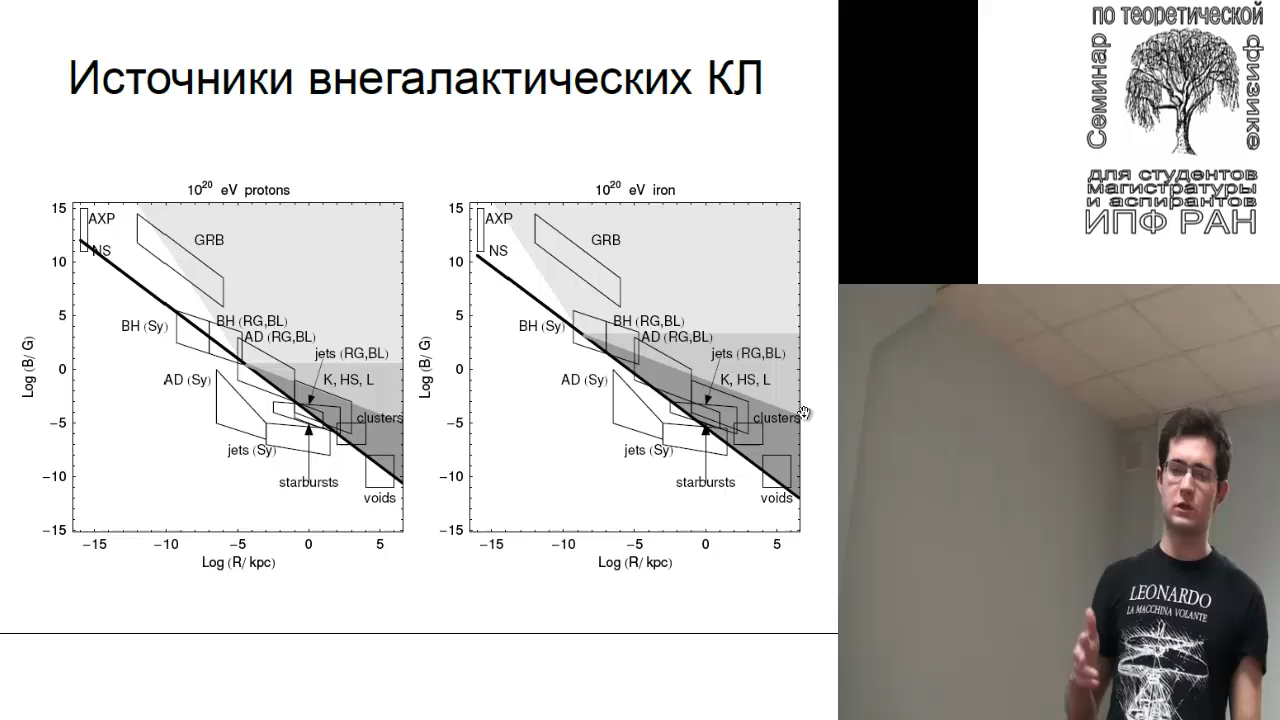 Источники внегалактических КЛ
10^20 eV protons
15
10
5
0
−5
−10
−15
Log (B/ G)
AXP
NS
GRB
BH (Sy)
BH (RG,BL)
AD (RG,BL)
jets (RG,BL)
AD (Sy)
K, HS, L
clusters
jets (Sy)
starbursts
voids
−15 −10 −5 0 5
Log (R/ kpc)
10^20 eV iron
15
10
5
0
−5
−10
−15
Log (B/ G)
AXP
NS
GRB
BH (Sy)
BH (RG,BL)
AD (RG,BL)
jets (RG,BL)
AD (Sy)
K, HS, L
clusters
jets (Sy)
starbursts
voids
−15 −10 −5 0 5
Log (R/ kpc)
Семинар
по теоретической
физике
для студентов
магистратуры
и аспирантов
ИПФ РАН
LEONARDO
LA MACCHINA VOLANTE